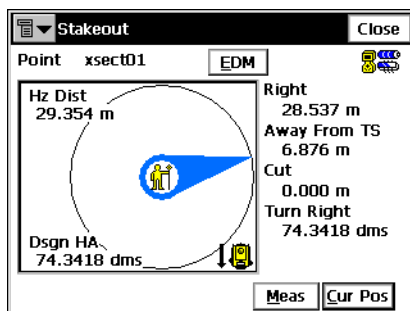 Stakeout
Close
Point xsect01
EDM
Hz Dist
29.354 m
Dsgn HA
74.3418 dms
Right
28.537 m
Away From TS
6.876 m
Cut
0.000 m
Turn Right
74.3418 dms
Meas
Cur Pos